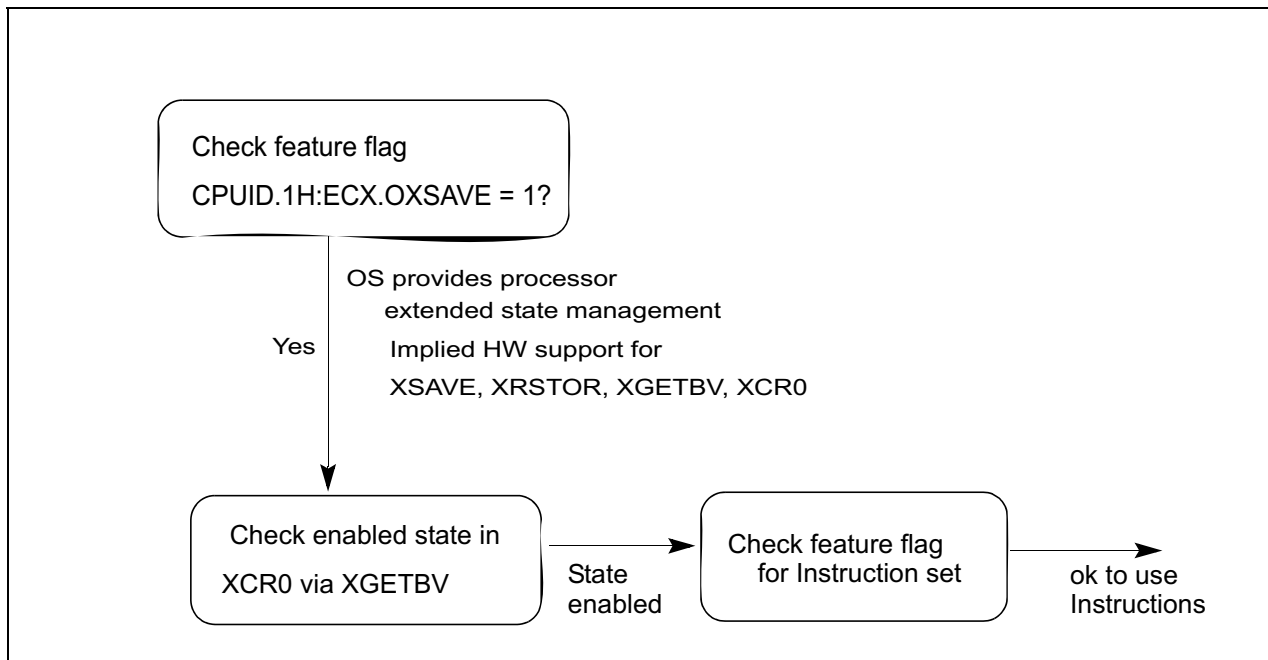 Check feature flag
CPUID.1H:ECX.OXSAVE = 1?
OS provides processor
extended state management
Yes
Implied HW support for
XSAVE, XRSTOR, XGETBV, XCR0
Check enabled state in
XCR0 via XGETBV
State
enabled
Check feature flag
for Instruction set
ok to use
Instructions